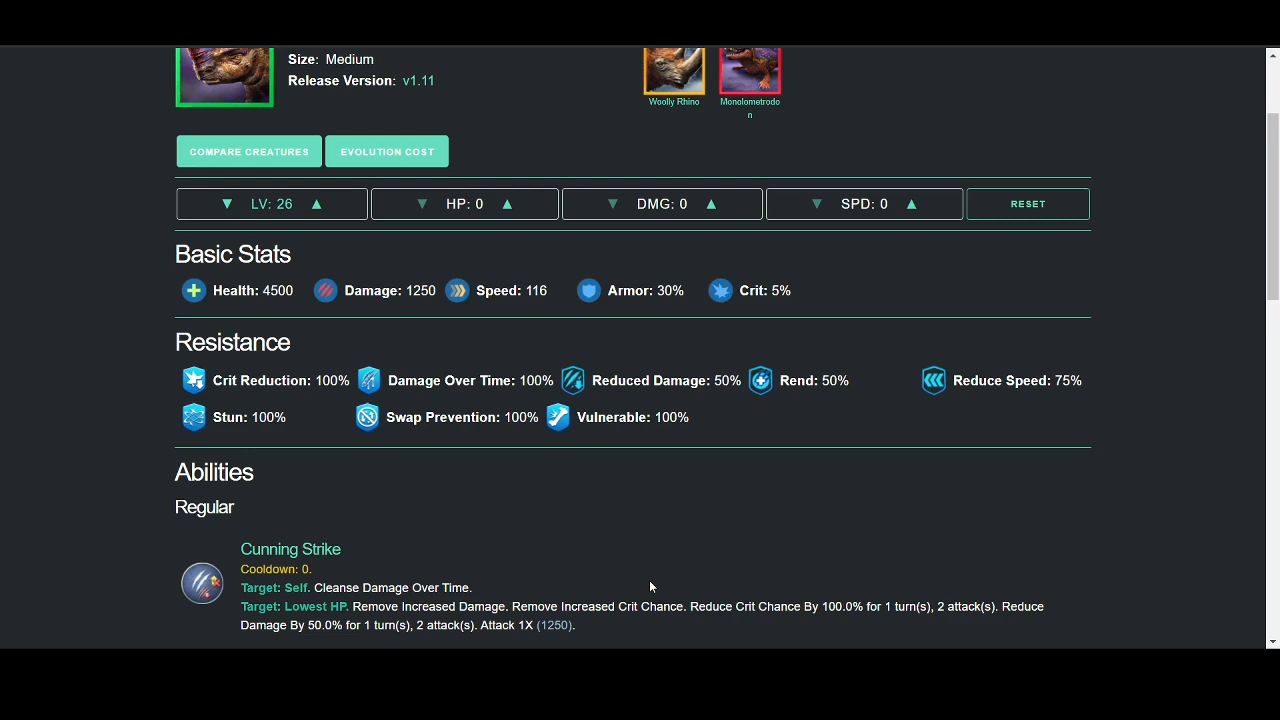 Size: Medium
Release Version: v1.11
Woolly Rhino
Monolometrodo
n
COMPARE CREATURES
EVOLUTION COST
▼ LV: 26 ▲
▼ HP: 0 ▲
▼ DMG: 0 ▲
▼ SPD: 0 ▲
RESET
Basic Stats
Health: 4500 Damage: 1250 Speed: 116 Armor: 30% Crit: 5%
Resistance
Crit Reduction: 100% Damage Over Time: 100% Reduced Damage: 50% Rend: 50% Reduce Speed: 75%
Stun: 100% Swap Prevention: 100% Vulnerable: 100%
Abilities
Regular
Cunning Strike
Cooldown: 0.
Target: Self. Cleanse Damage Over Time.
Target: Lowest HP. Remove Increased Damage. Remove Increased Crit Chance. Reduce Crit Chance By 100.0% for 1 turn(s), 2 attack(s). Reduce
Damage By 50.0% for 1 turn(s), 2 attack(s). Attack 1X (1250).